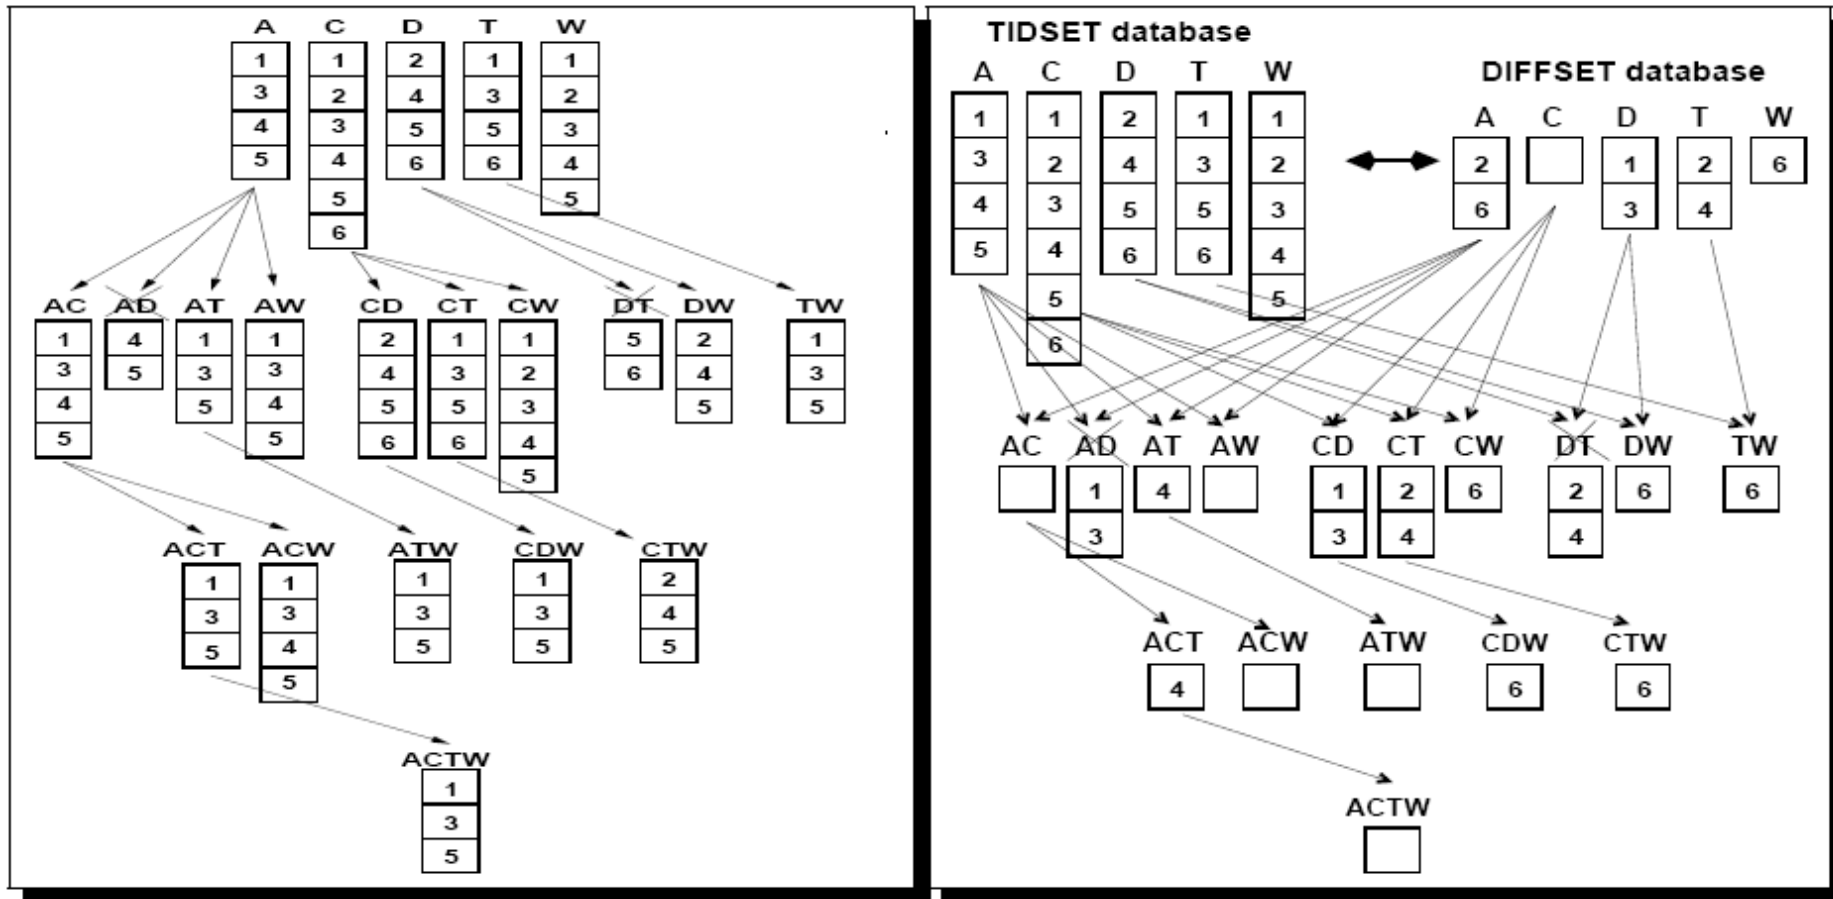 A C D T W
1 1 2 1 1
3 2 4 3 2
4 3 5 5 3
5 4 6 6 4
5 5
6
AC AD AT AW CD CT CW DT DW TW
1 4 1 1 2 1 1 5 2 1
3 5 3 3 4 3 2 6 4 3
4 5 4 5 5 3 5 5
5 5 6 6 4
5
ACT ACW ATW CDW CTW
1 1 1 1 2
3 3 3 3 4
5 4 5 5 5
5
ACTW
1
3
5
TIDSET database
A C D T W
1 1 2 1 1
3 2 4 3 2
4 3 5 5 3
5 4 6 6 4
5 5
6
DIFFSET database
A C D T W
2 1 2 6
6 3 4
AC AD AT AW CD CT CW DT DW TW
1 4 1 2 6 2 6 6
3 3 4 4
ACT ACW ATW CDW CTW
4 6 6
ACTW